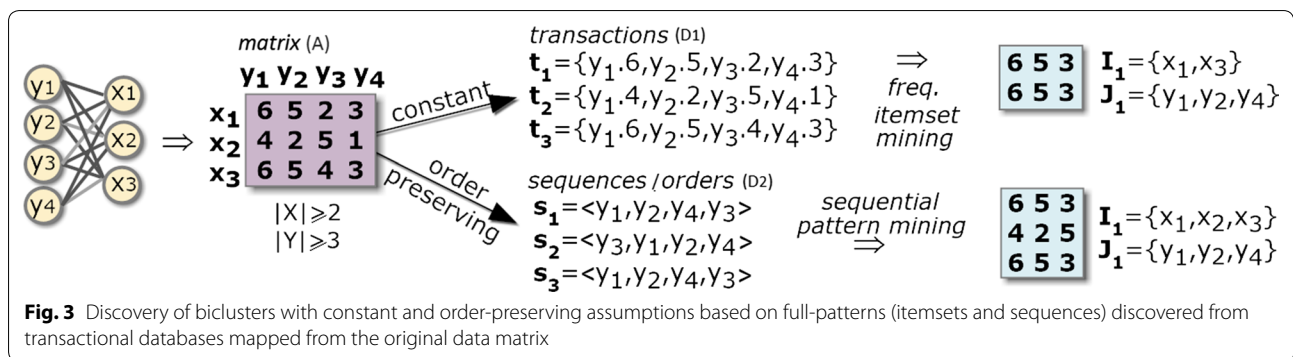 y1
y2
y3
y4
x1
x2
x3
⇒
matrix (A)
y1 y2 y3 y4
x1 6 5 2 3
x2 4 2 5 1
x3 6 5 4 3
|X|⩾2
|Y|⩾3
constant
order
preserving
transactions (D1)
t1={y1.6,y2.5,y3.2,y4.3}
t2={y1.4,y2.2,y3.5,y4.1}
t3={y1.6,y2.5,y3.4,y4.3}
sequences /orders (D2)
s1=<y1,y2,y4,y3>
s2=<y3,y1,y2,y4>
s3=<y1,y2,y4,y3>
⇒
freq.
itemset
mining
sequential
pattern mining
⇒
6 5 3
6 5 3
I1={x1,x3}
J1={y1,y2,y4}
6 5 3
4 2 5
6 5 3
I1={x1,x2,x3}
J1={y1,y2,y4}
Fig. 3 Discovery of biclusters with constant and order-preserving assumptions based on full-patterns (itemsets and sequences) discovered from
transactional databases mapped from the original data matrix